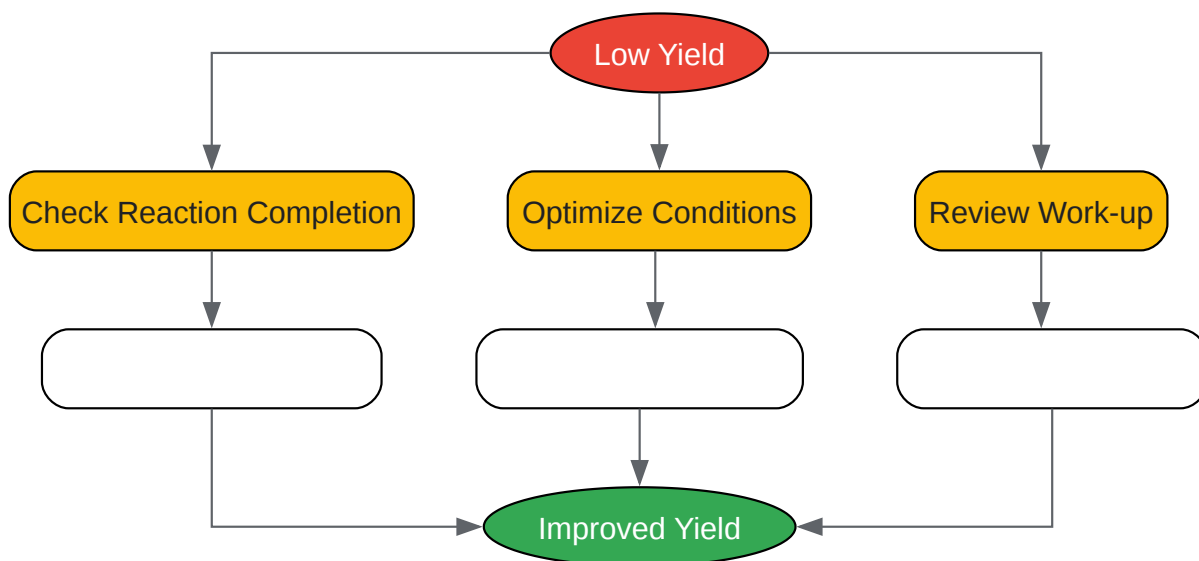 Low Yield
Check Reaction Completion
Optimize Conditions
Review Work-up
Improved Yield